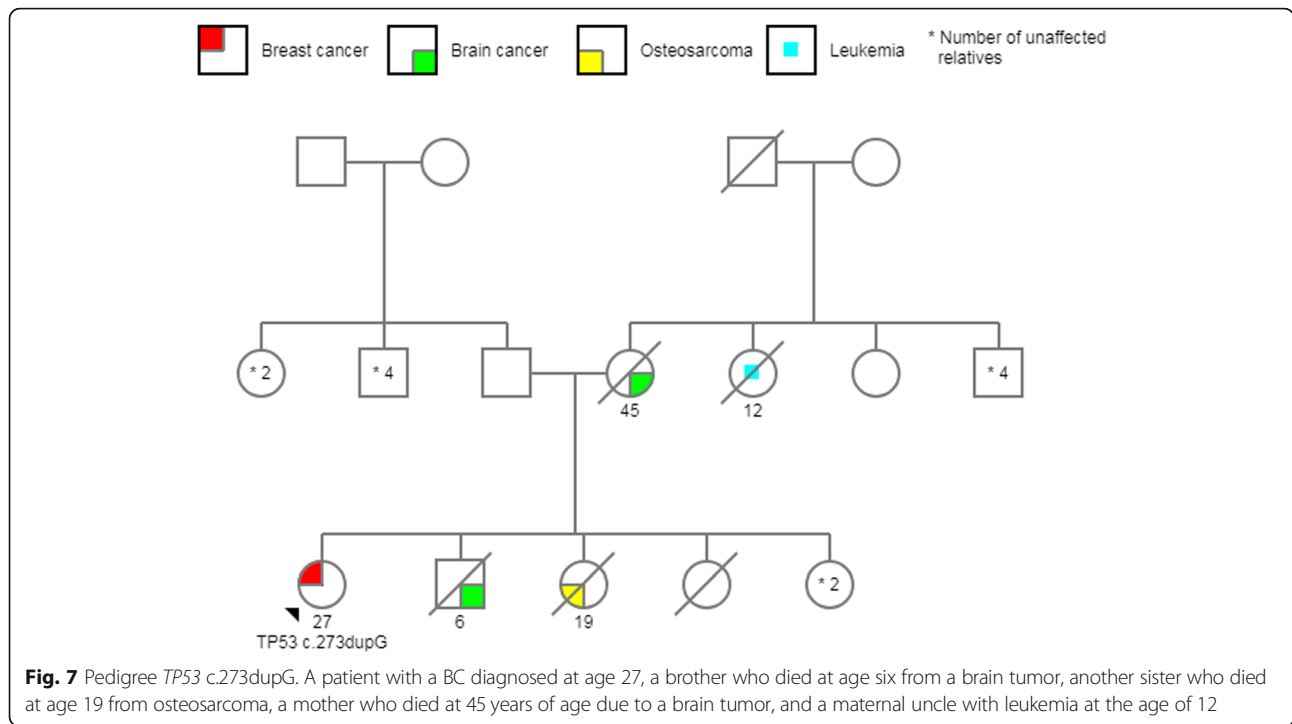 Breast cancer
Brain cancer
Osteosarcoma
Leukemia
* Number of unaffected
relatives
* 2
* 4
* 4
45
12
* 2
27
6
19
TP53 c.273dupG
Fig. 7 Pedigree TP53 c.273dupG. A patient with a BC diagnosed at age 27, a brother who died at age six from a brain tumor, another sister who died
at age 19 from osteosarcoma, a mother who died at 45 years of age due to a brain tumor, and a maternal uncle with leukemia at the age of 12